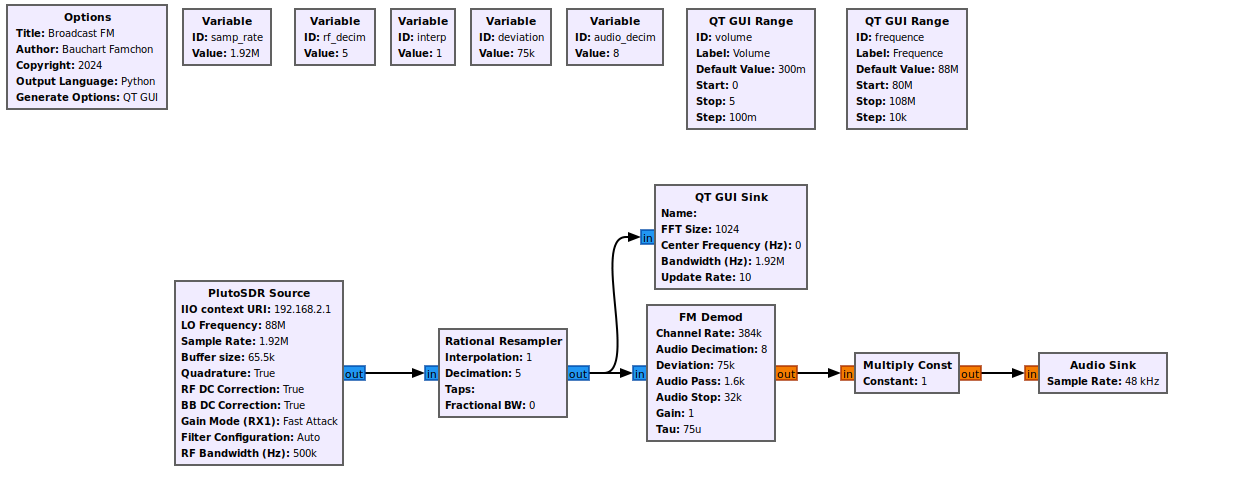 Options
Title: Broadcast FM
Author: Bauchart Famchon
Copyright: 2024
Output Language: Python
Generate Options: QT GUI
Variable
ID: samp_rate
Value: 1.92M
Variable
ID: rf_decim
Value: 5
Variable
ID: interp
Value: 1
Variable
ID: deviation
Value: 75k
Variable
ID: audio_decim
Value: 8
QT GUI Range
ID: volume
Label: Volume
Default Value: 300m
Start: 0
Stop: 5
Step: 100m
QT GUI Range
ID: frequence
Label: Frequence
Default Value: 88M
Start: 80M
Stop: 108M
Step: 10k
QT GUI Sink
Name:
FFT Size: 1024
Center Frequency (Hz): 0
Bandwidth (Hz): 1.92M
Update Rate: 10
in
PlutoSDR Source
IIO context URI: 192.168.2.1
LO Frequency: 88M
Sample Rate: 1.92M
Buffer size: 65.5k
Quadrature: True
RF DC Correction: True
BB DC Correction: True
Gain Mode (RX1): Fast Attack
Filter Configuration: Auto
RF Bandwidth (Hz): 500k
out
in
Rational Resampler
Interpolation: 1
Decimation: 5
Taps:
Fractional BW: 0
out
in
FM Demod
Channel Rate: 384k
Audio Decimation: 8
Deviation: 75k
Audio Pass: 1.6k
Audio Stop: 32k
Gain: 1
Tau: 75u
out
in
Multiply Const
Constant: 1
out
in
Audio Sink
Sample Rate: 48 kHz